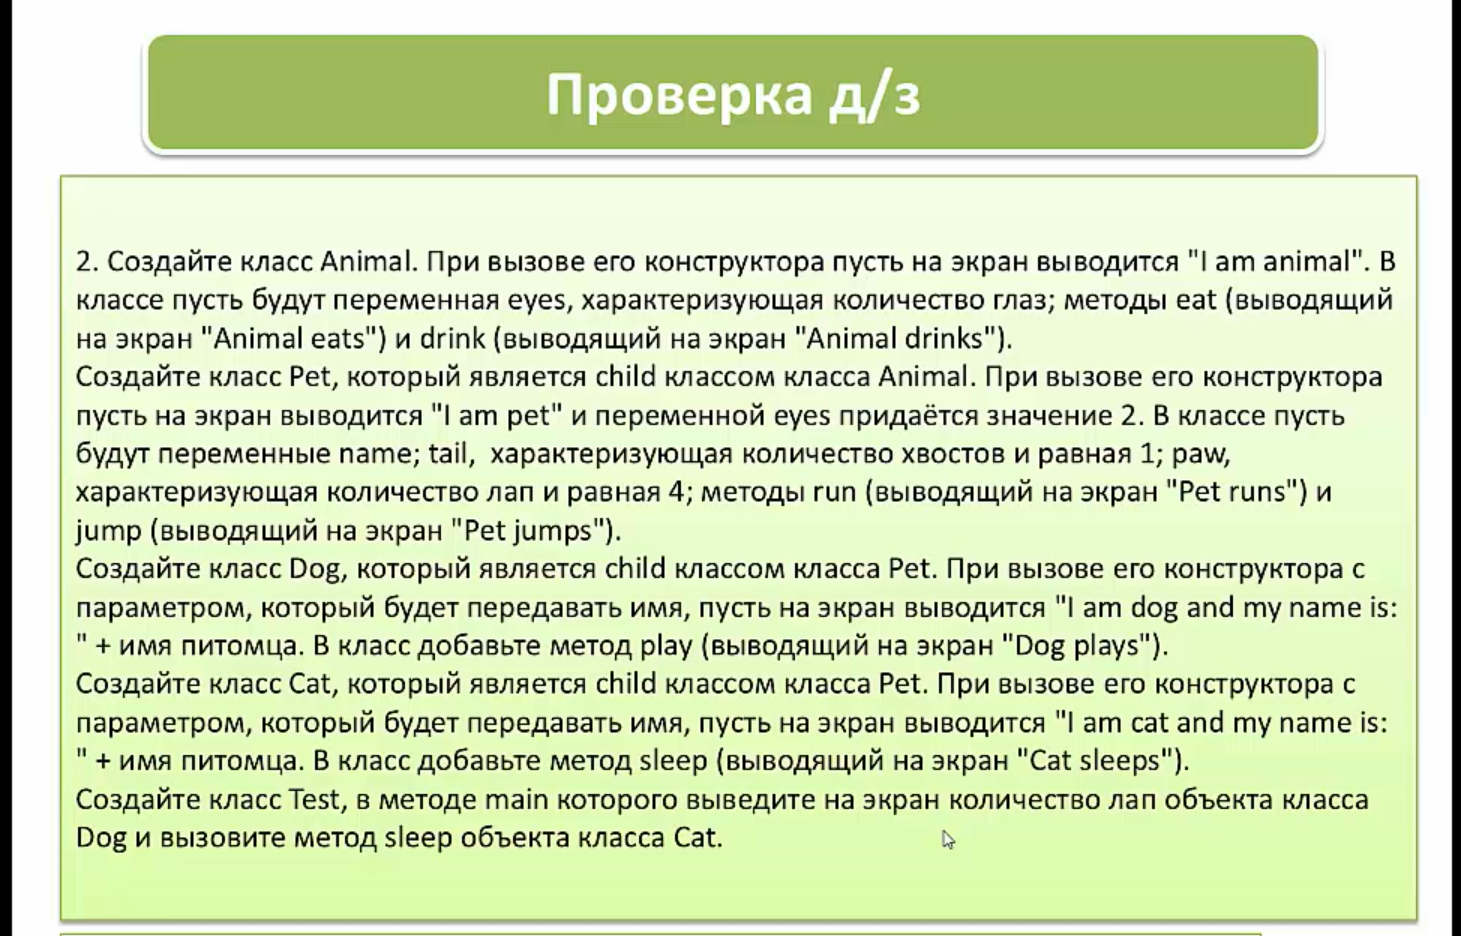 Проверка д/з
2. Создайте класс Animal. При вызове его конструктора пусть на экран выводится "I am animal". В
классе пусть будут переменная eyes, характеризующая количество глаз; методы eat (выводящий
на экран "Animal eats") и drink (выводящий на экран "Animal drinks").
Создайте класс Pet, который является child классом класса Animal. При вызове его конструктора
пусть на экран выводится "I am pet" и переменной eyes придаётся значение 2. В классе пусть
будут переменные name; tail, характеризующая количество хвостов и равная 1; paw,
характеризующая количество лап и равная 4; методы run (выводящий на экран "Pet runs") и
jump (выводящий на экран "Pet jumps").
Создайте класс Dog, который является child классом класса Pet. При вызове его конструктора с
параметром, который будет передавать имя, пусть на экран выводится "I am dog and my name is:
" + имя питомца. В класс добавьте метод play (выводящий на экран "Dog plays").
Создайте класс Cat, который является child классом класса Pet. При вызове его конструктора с
параметром, который будет передавать имя, пусть на экран выводится "I am cat and my name is:
" + имя питомца. В класс добавьте метод sleep (выводящий на экран "Cat sleeps").
Создайте класс Test, в методе main которого выведите на экран количество лап объекта класса
Dog и вызовите метод sleep объекта класса Cat.